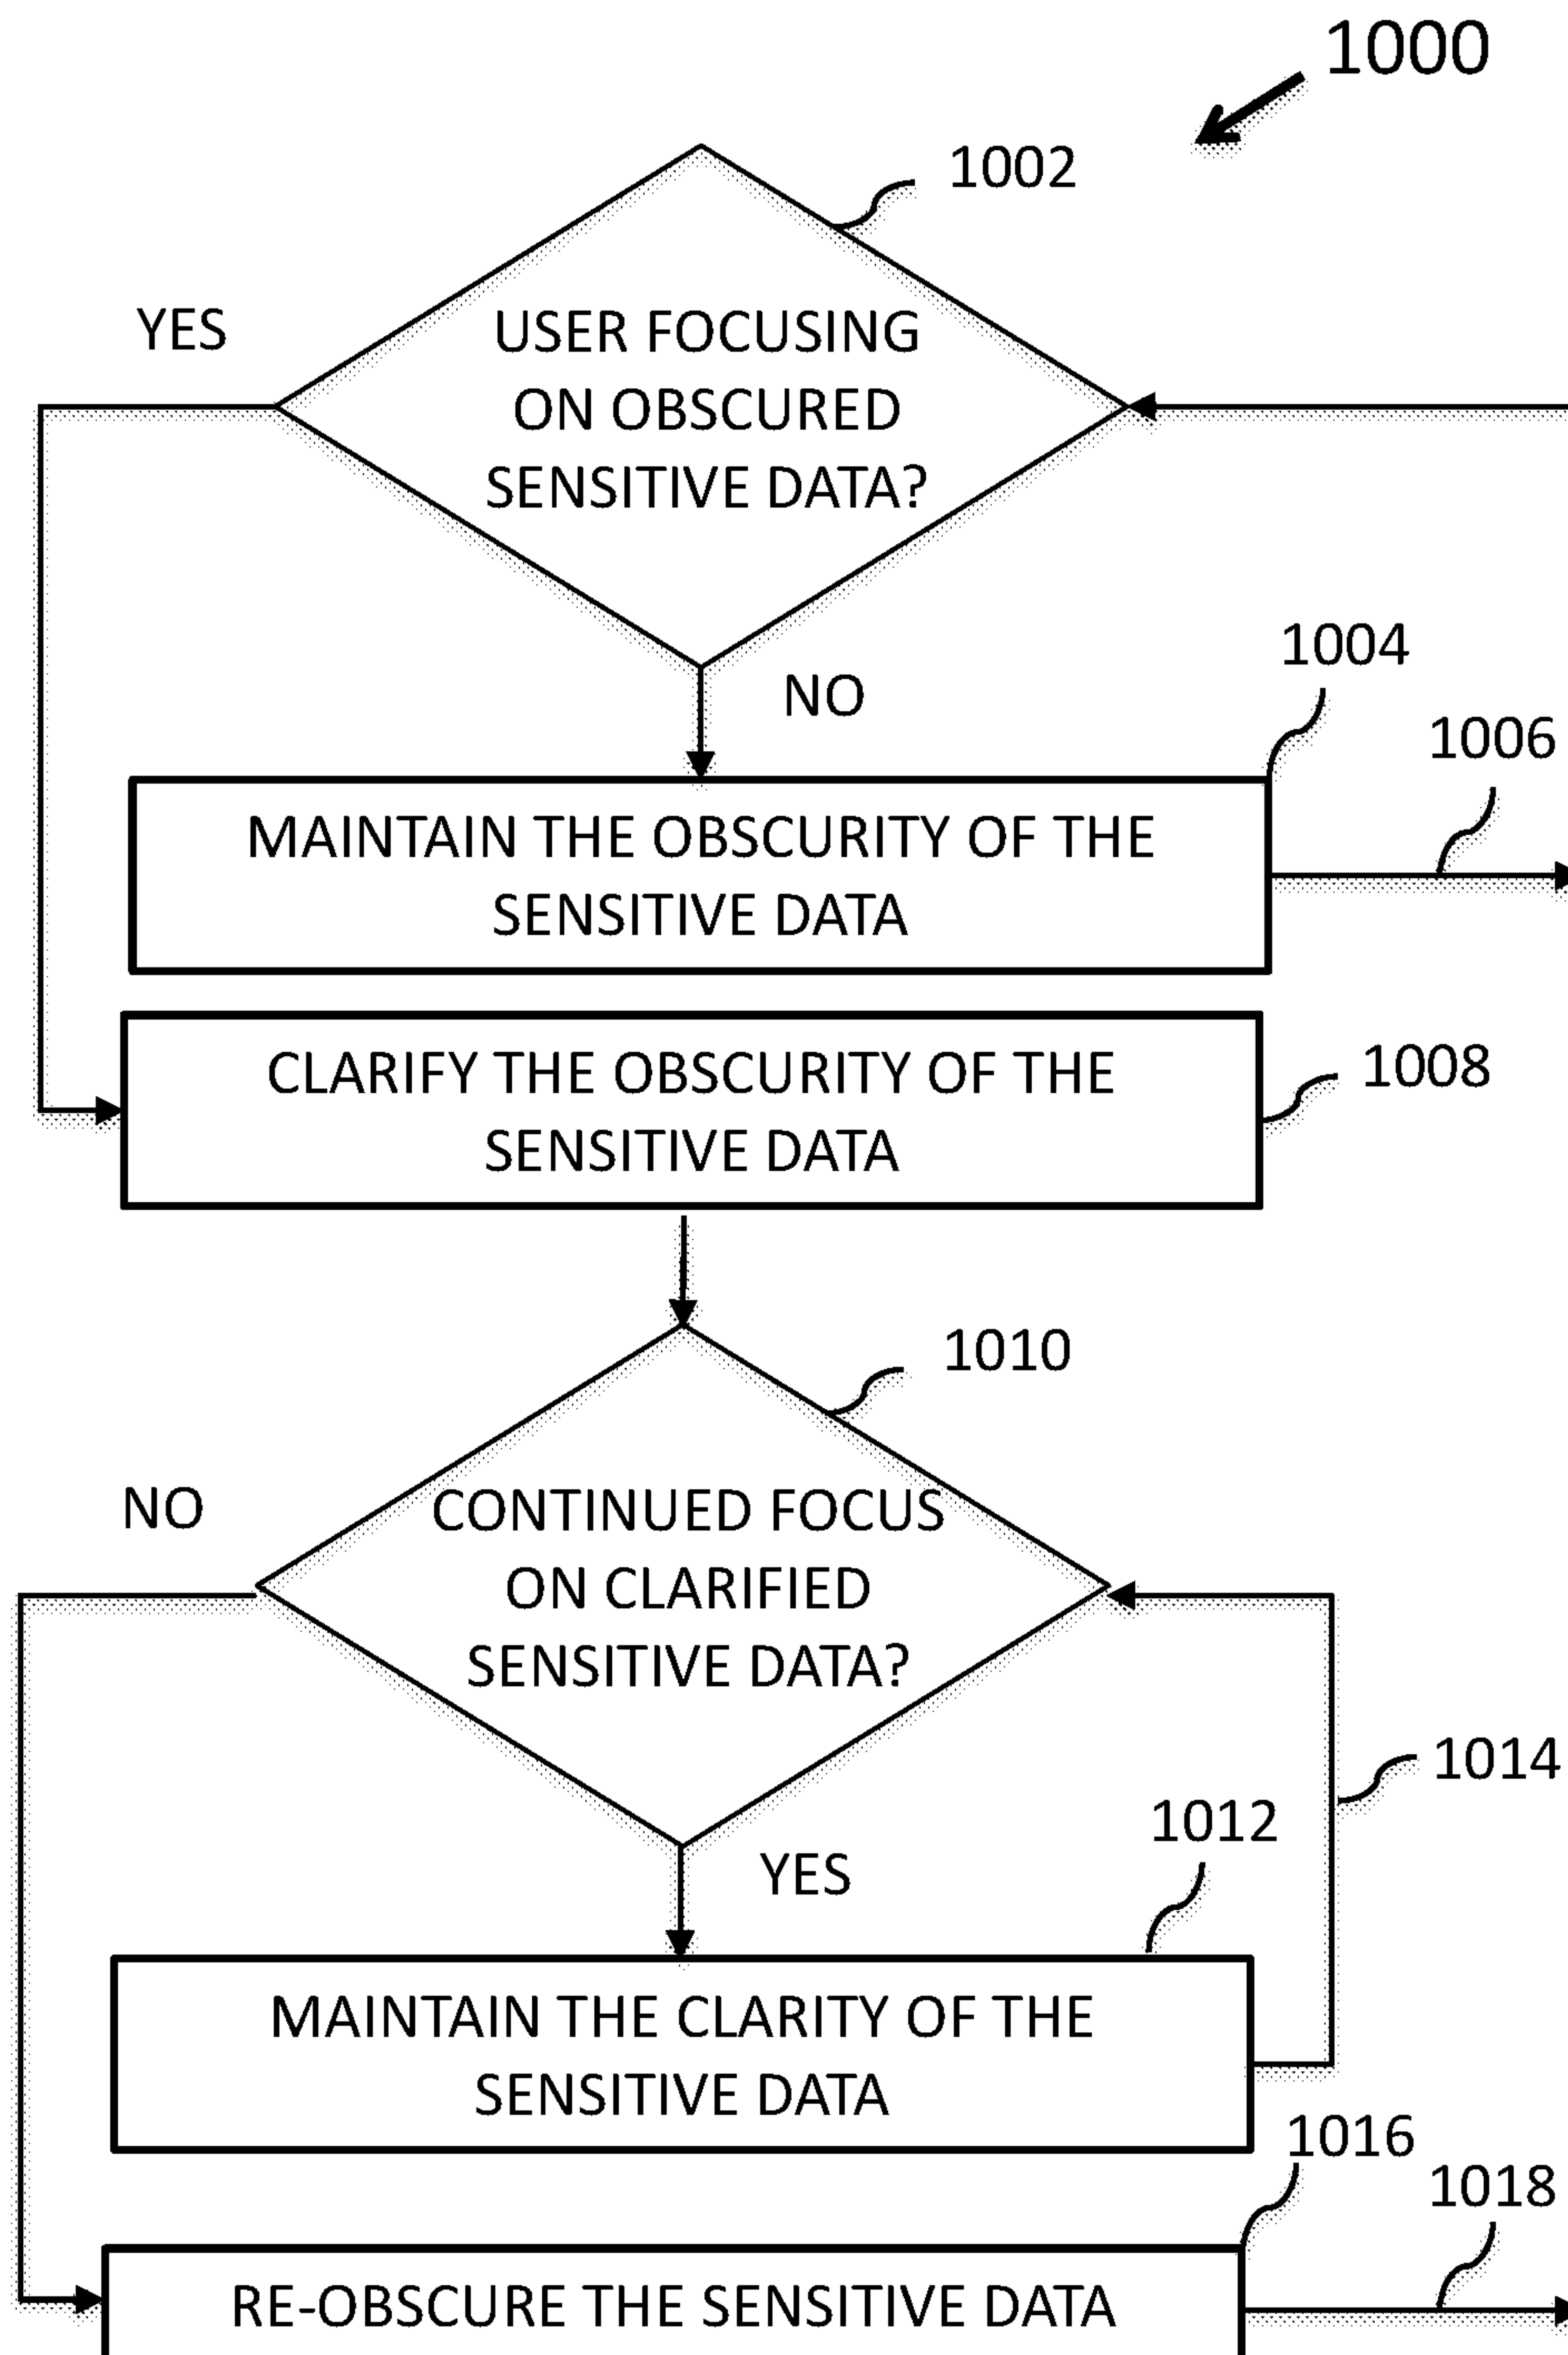 1000
1002
YES
USER FOCUSING
ON OBSCURED
SENSITIVE DATA?
1004
NO
1006
MAINTAIN THE OBSCURITY OF THE
SENSITIVE DATA
CLARIFY THE OBSCURITY OF THE
SENSITIVE DATA
1008
1010
NO
CONTINUED FOCUS
ON CLARIFIED
SENSITIVE DATA?
1014
1012
YES
MAINTAIN THE CLARITY OF THE
SENSITIVE DATA
1016
1018
RE-OBSCURE THE SENSITIVE DATA